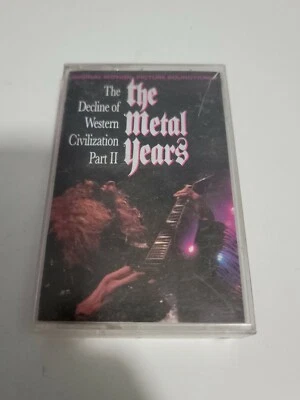 ORIGINAL MOTION PICTURE SOUNDTRACK
The
Decline of
Western
Civilization
Part II
the
Metal
Years